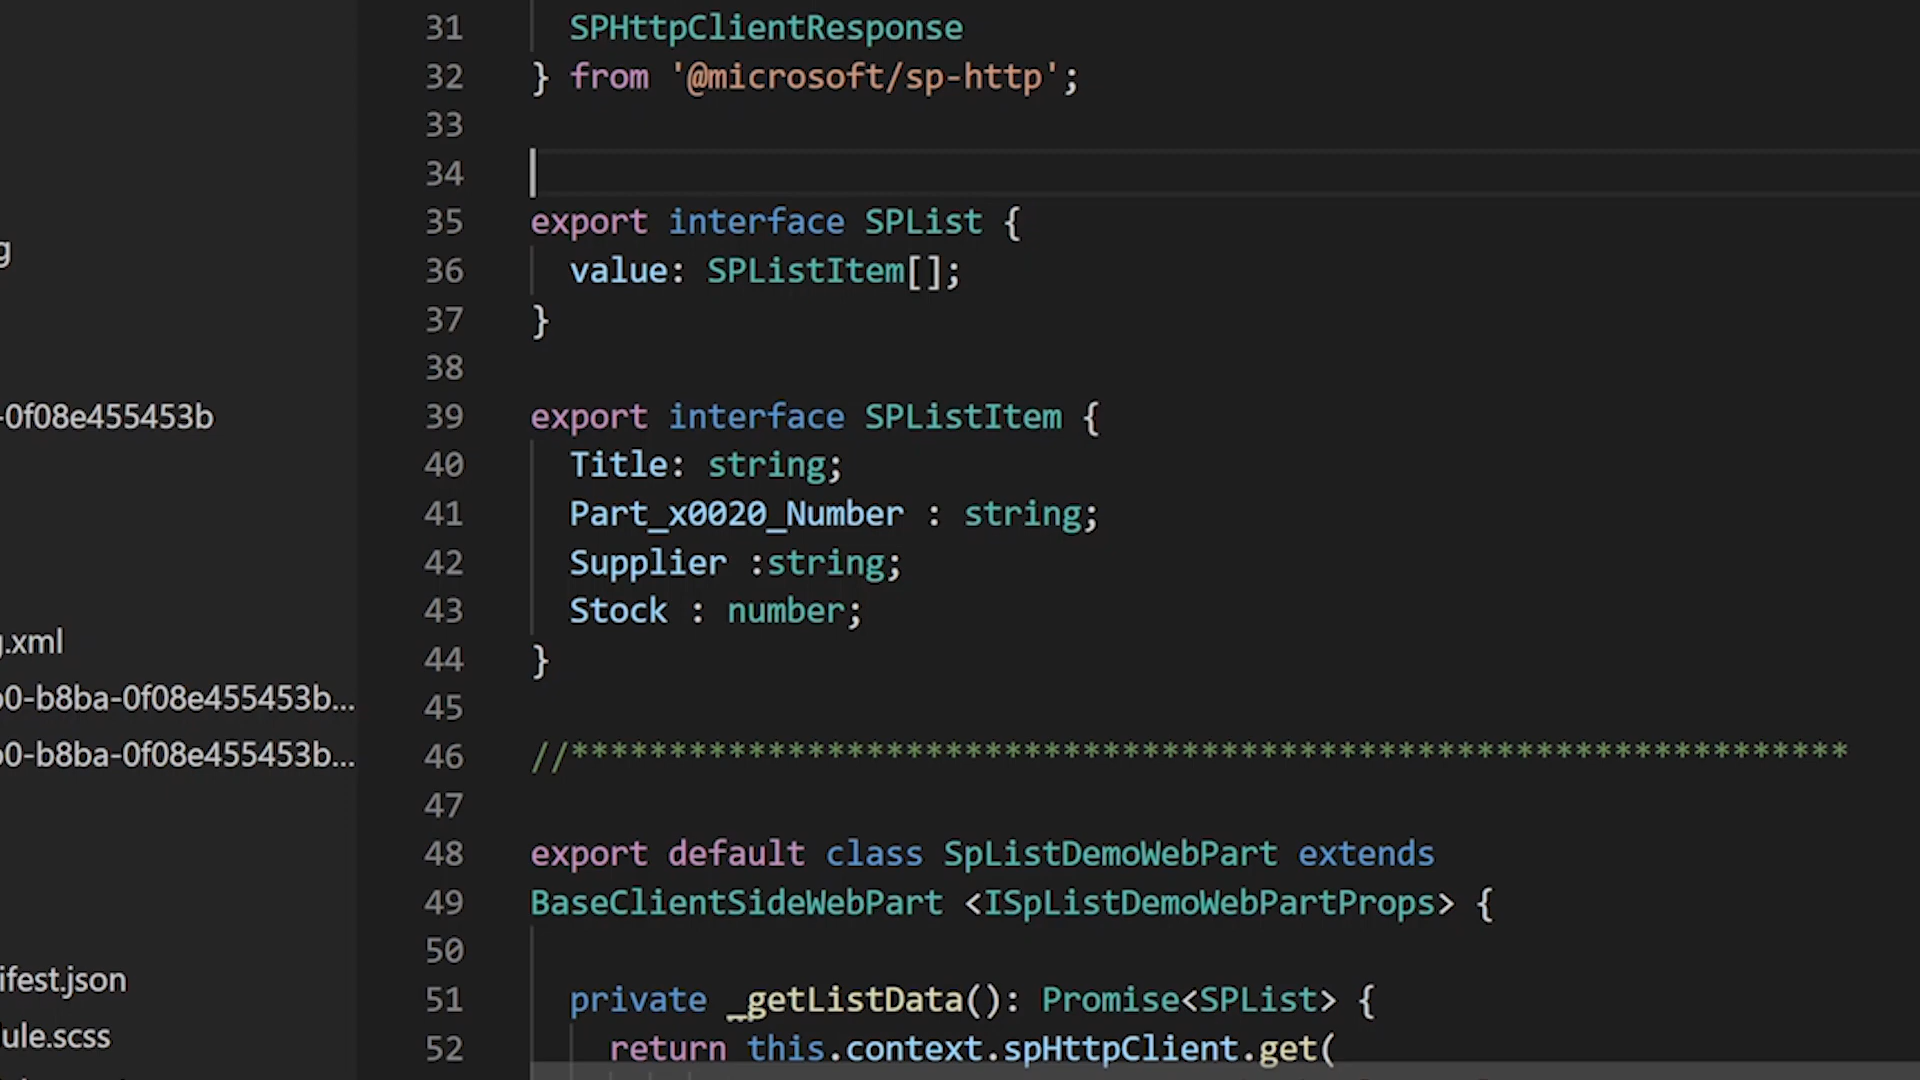 31 SPHttpClientResponse
32 } from '@microsoft/sp-http';
33
34
g
35 export interface SPList {
36 value: SPListItem[];
37 }
38
-0f08e455453b
39 export interface SPListItem {
40 Title: string;
41 Part_x0020_Number : string;
42 Supplier :string;
43 Stock : number;
.xml
44 }
b0-b8ba-0f08e455453b...
45
b0-b8ba-0f08e455453b...
46 //*****************************************************************
47
48 export default class SpListDemoWebPart extends
49 BaseClientSideWebPart <ISpListDemoWebPartProps> {
50
ifest.json
51 private _getListData(): Promise<SPList> {
ule.scss
52 return this.context.spHttpClient.get(